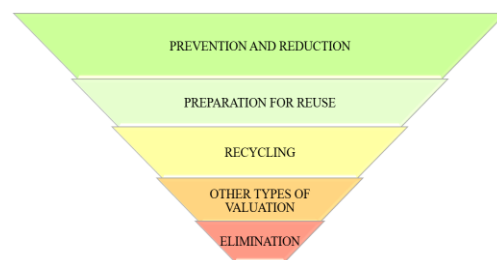 PREVENTION AND REDUCTION
PREPARATION FOR REUSE
RECYCLING
OTHER TYPES OF
VALUATION
ELIMINATION